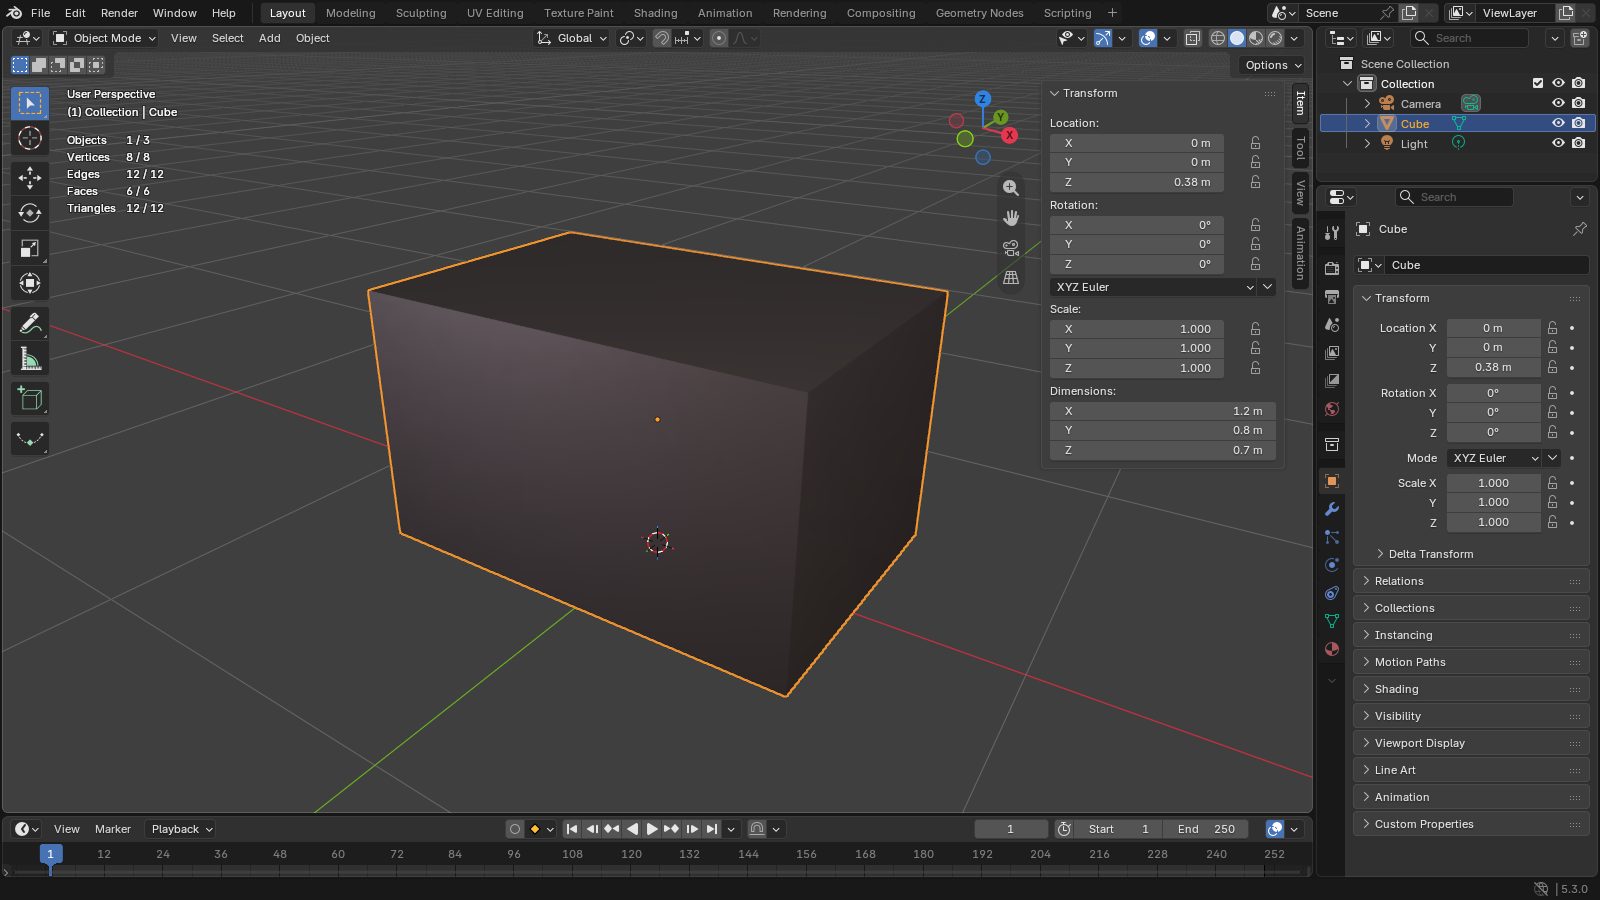 File Edit Render Window Help Layout Modeling Sculpting UV Editing Texture Paint Shading Animation Rendering Compositing Geometry Nodes Scripting + Scene ViewLayer
Object Mode View Select Add Object Global Search
Options
User Perspective
(1) Collection | Cube
Objects 1 / 3
Vertices 8 / 8
Edges 12 / 12
Faces 6 / 6
Triangles 12 / 12
Z
Y
X
Transform
Location:
X 0 m
Y 0 m
Z 0.38 m
Rotation:
X 0°
Y 0°
Z 0°
XYZ Euler
Scale:
X 1.000
Y 1.000
Z 1.000
Dimensions:
X 1.2 m
Y 0.8 m
Z 0.7 m
Item
Tool
View
Animation
Scene Collection
Collection
Camera
Cube
Light
Search
Cube
Cube
Transform
Location X 0 m
Y 0 m
Z 0.38 m
Rotation X 0°
Y 0°
Z 0°
Mode XYZ Euler
Scale X 1.000
Y 1.000
Z 1.000
Delta Transform
Relations
Collections
Instancing
Motion Paths
Shading
Visibility
Viewport Display
Line Art
Animation
Custom Properties
View Marker Playback 1 Start 1 End 250
1 12 24 36 48 60 72 84 96 108 120 132 144 156 168 180 192 204 216 228 240 252
5.3.0